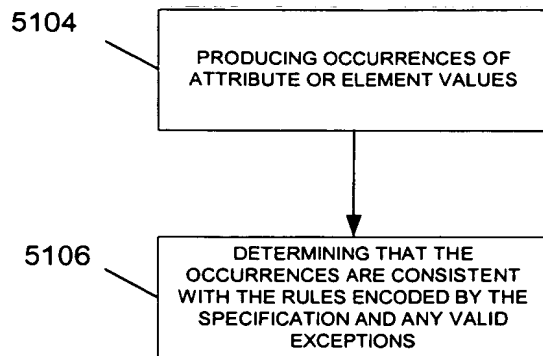 5104
PRODUCING OCCURRENCES OF
ATTRIBUTE OR ELEMENT VALUES
5106
DETERMINING THAT THE
OCCURRENCES ARE CONSISTENT
WITH THE RULES ENCODED BY THE
SPECIFICATION AND ANY VALID
EXCEPTIONS